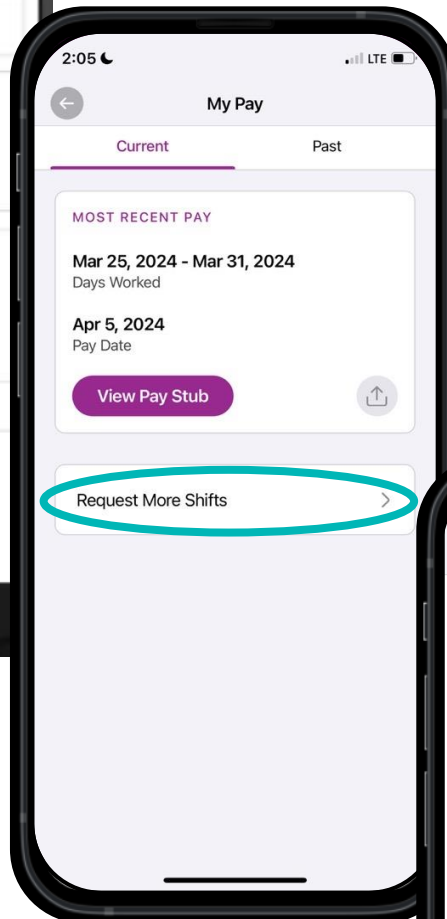 2:05
LTE
My Pay
Current
Past
MOST RECENT PAY
Mar 25, 2024 - Mar 31, 2024
Days Worked
Apr 5, 2024
Pay Date
View Pay Stub
Request More Shifts